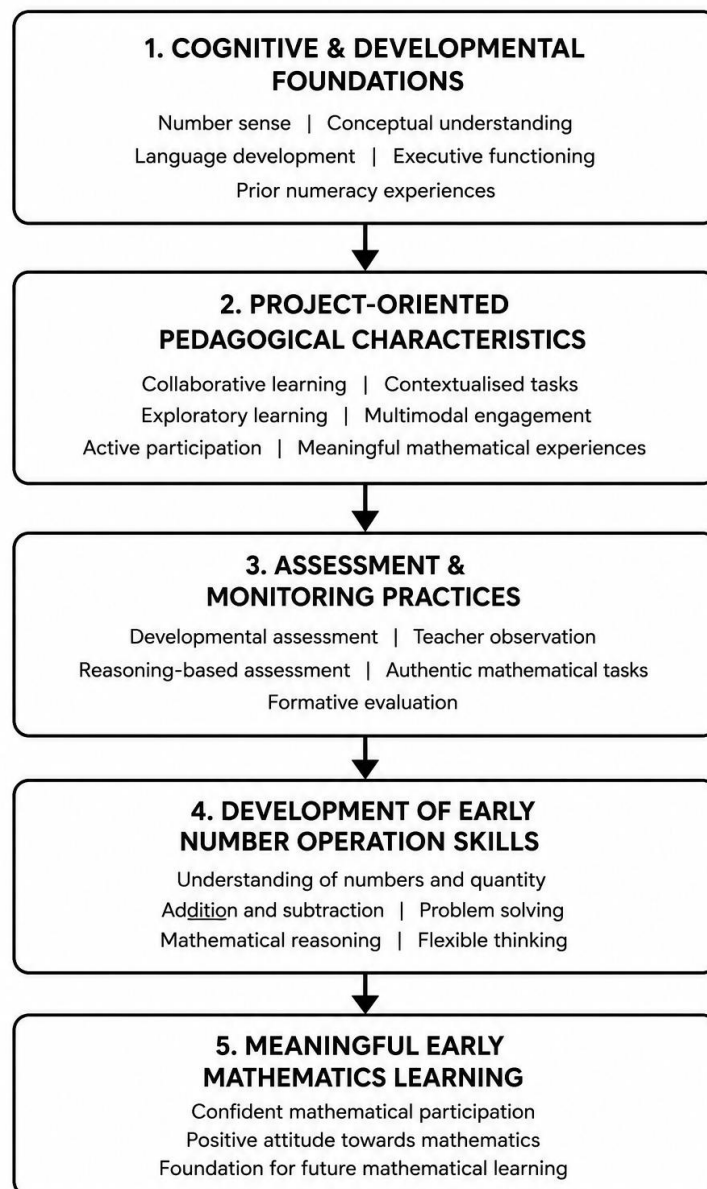 1. COGNITIVE & DEVELOPMENTAL
FOUNDATIONS
Number sense | Conceptual understanding
Language development | Executive functioning
Prior numeracy experiences
2. PROJECT-ORIENTED
PEDAGOGICAL CHARACTERISTICS
Collaborative learning | Contextualised tasks
Exploratory learning | Multimodal engagement
Active participation | Meaningful mathematical experiences
3. ASSESSMENT &
MONITORING PRACTICES
Developmental assessment | Teacher observation
Reasoning-based assessment | Authentic mathematical tasks
Formative evaluation
4. DEVELOPMENT OF EARLY
NUMBER OPERATION SKILLS
Understanding of numbers and quantity
Addition and subtraction | Problem solving
Mathematical reasoning | Flexible thinking
5. MEANINGFUL EARLY
MATHEMATICS LEARNING
Confident mathematical participation
Positive attitude towards mathematics
Foundation for future mathematical learning